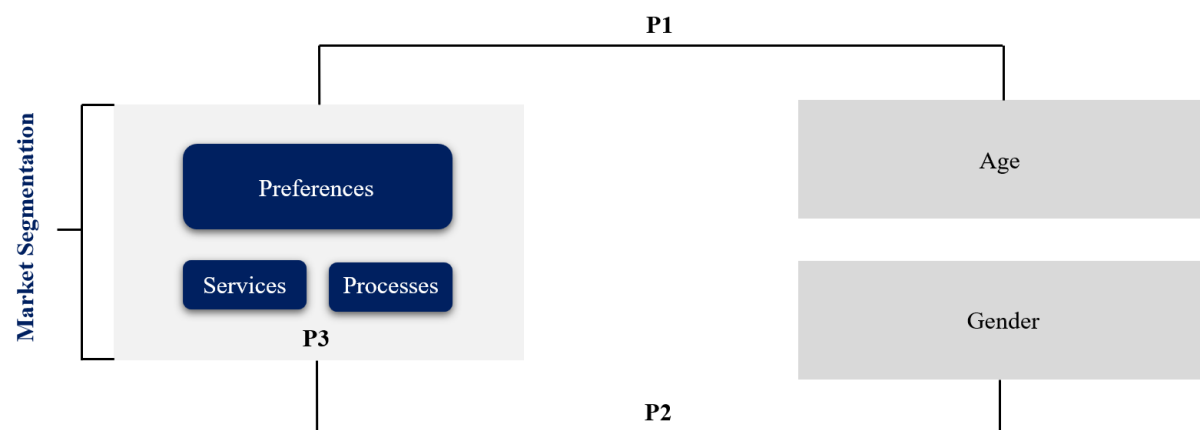 P1
Market Segmentation
Preferences
Services
Processes
P3
Age
Gender
P2